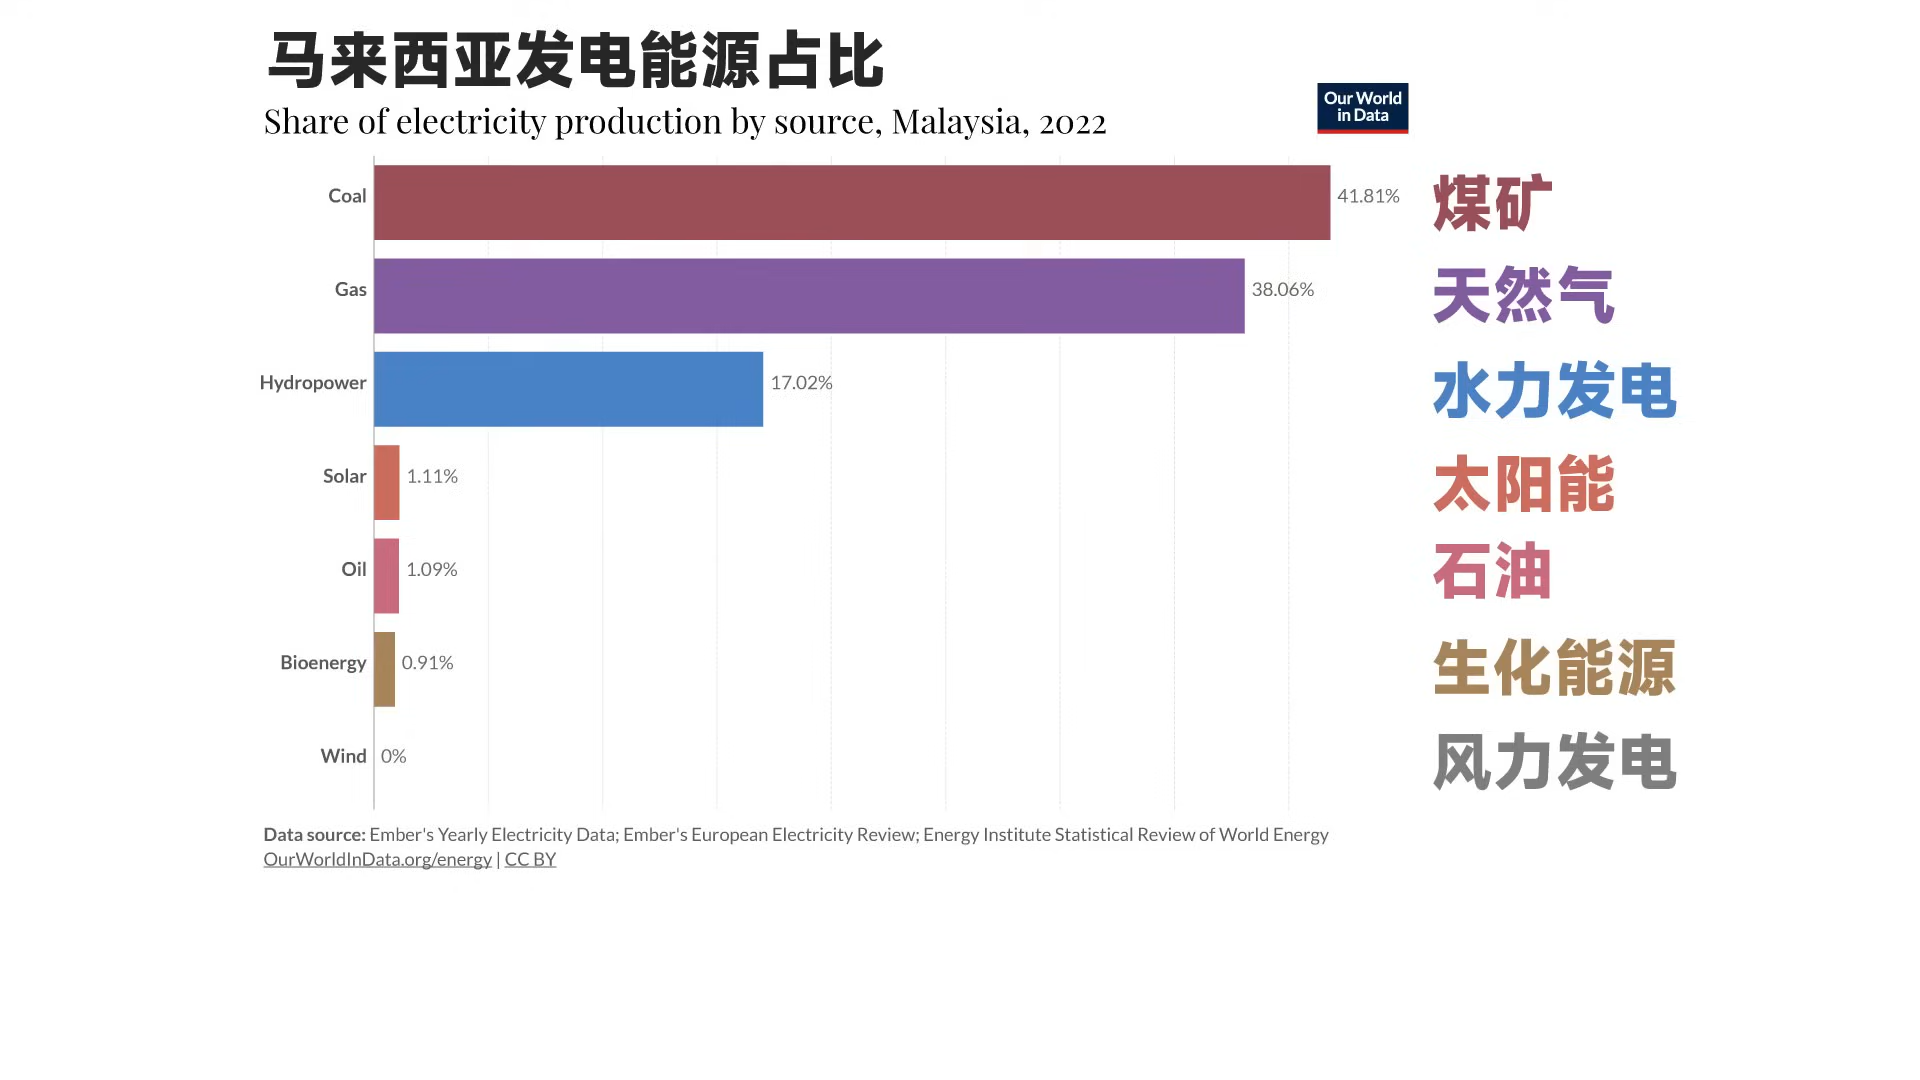 马来西亚发电能源占比
Share of electricity production by source, Malaysia, 2022
Our World
in Data
Coal 41.81% 煤矿
Gas 38.06% 天然气
Hydropower 17.02% 水力发电
Solar 1.11% 太阳能
Oil 1.09% 石油
Bioenergy 0.91% 生化能源
Wind 0% 风力发电
Data source: Ember's Yearly Electricity Data; Ember's European Electricity Review; Energy Institute Statistical Review of World Energy
OurWorldInData.org/energy | CC BY